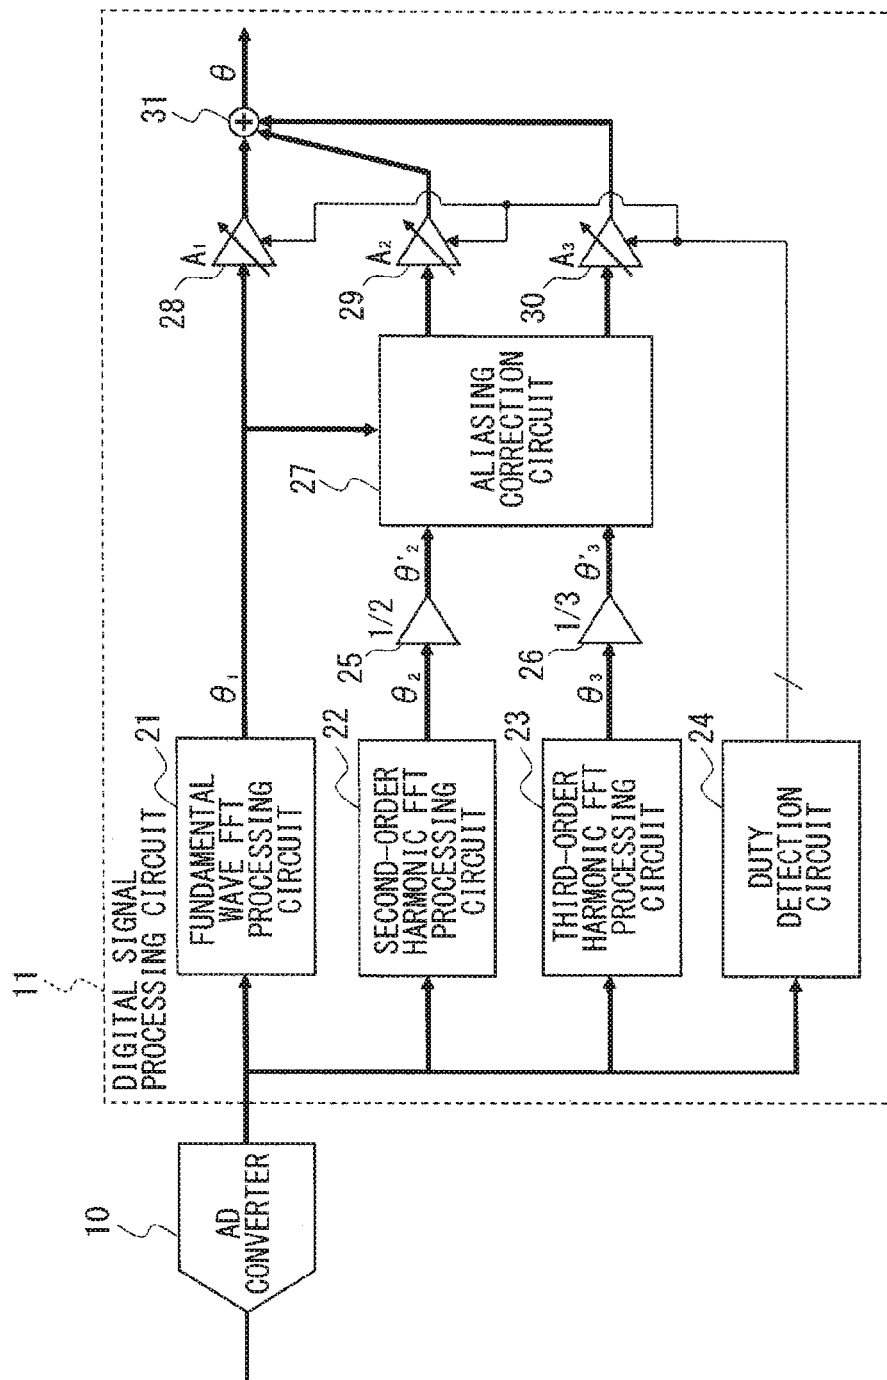 11
DIGITAL SIGNAL
PROCESSING CIRCUIT
10
AD
CONVERTER
21
FUNDAMENTAL
WAVE FFT
PROCESSING
CIRCUIT
θ1
22
SECOND-ORDER
HARMONIC FFT
PROCESSING
CIRCUIT
θ2
25
1/2
θ'2
23
THIRD-ORDER
HARMONIC FFT
PROCESSING
CIRCUIT
θ3
26
1/3
θ'3
24
DUTY
DETECTION
CIRCUIT
27
ALIASING
CORRECTION
CIRCUIT
28
A1
29
A2
30
A3
31
+
θ